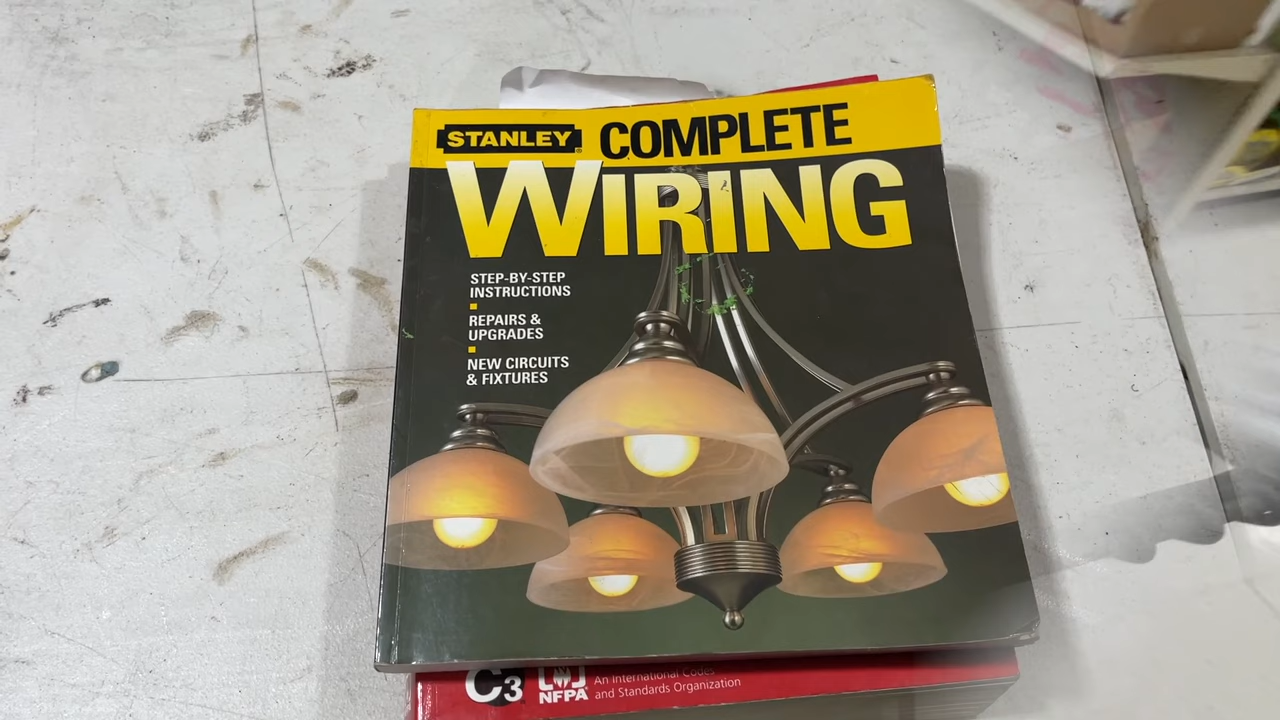 STANLEY COMPLETE
WIRING
STEP-BY-STEP
INSTRUCTIONS
REPAIRS &
UPGRADES
NEW CIRCUITS
& FIXTURES
C3
NFPA
An International Codes
and Standards Organization